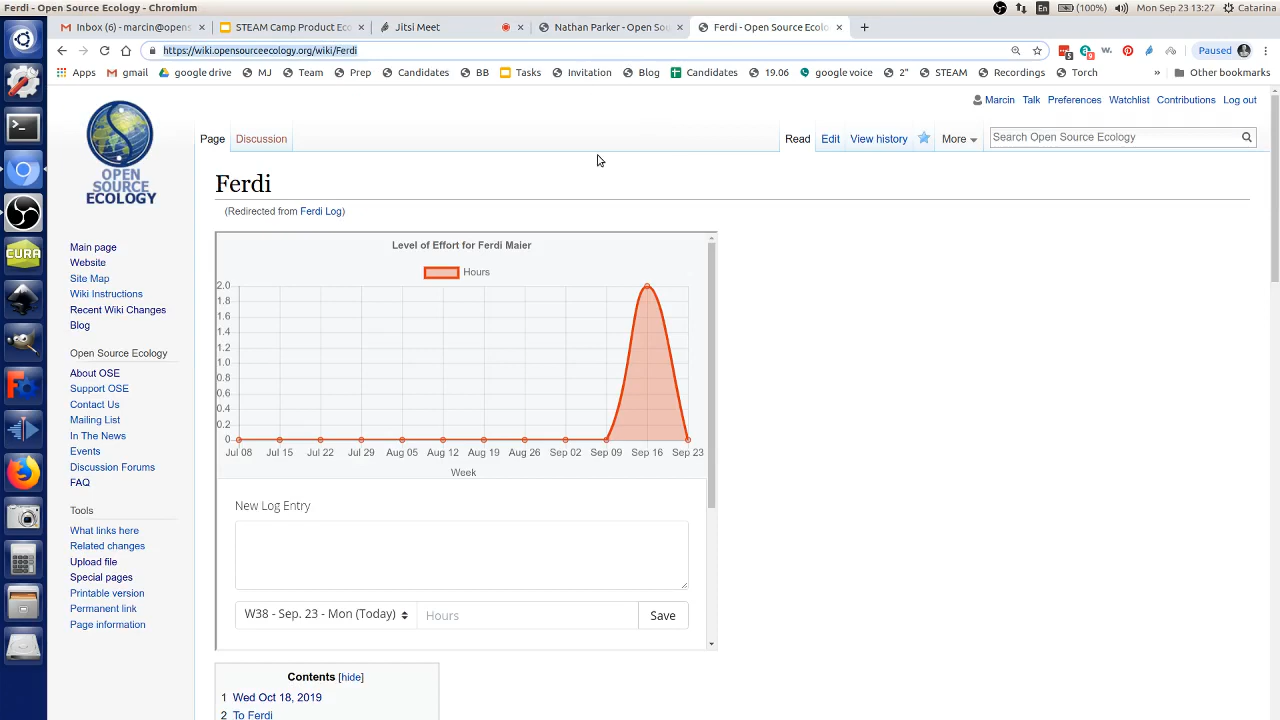 Ferdi - Open Source Ecology - Chromium
En (100%) Mon Sep 23 13:27 Catarina
Inbox (6) - marcin@opens × STEAM Camp Product Eco × Jitsi Meet × Nathan Parker - Open Sou × Ferdi - Open Source Ecolo ×
https://wiki.opensourceecology.org/wiki/Ferdi Paused
Apps gmail google drive MJ Team Prep Candidates BB Tasks Invitation Blog Candidate 19.06 google voice 2" STEAM Recordings Torch » Other bookmarks
Marcin Talk Preferences Watchlist Contributions Log out
Page Discussion Read Edit View history More Search Open Source Ecology
OPEN
SOURCE
ECOLOGY
Ferdi
(Redirected from Ferdi Log)
Main page
Website
Site Map
Wiki Instructions
Recent Wiki Changes
Blog
Open Source Ecology
About OSE
Support OSE
Contact Us
Mailing List
In The News
Events
Discussion Forums
FAQ
Tools
What links here
Related changes
Upload file
Special pages
Printable version
Permanent link
Page information
Level of Effort for Ferdi Maier
Hours
2.0
1.8
1.6
1.4
1.2
1.0
0.8
0.6
0.4
0.2
0
Jul 08 Jul 15 Jul 22 Jul 29 Aug 05 Aug 12 Aug 19 Aug 26 Sep 02 Sep 09 Sep 16 Sep 23
Week
New Log Entry
W38 - Sep. 23 - Mon (Today) Hours Save
Contents [hide]
1 Wed Oct 18, 2019
2 To Ferdi
CURA